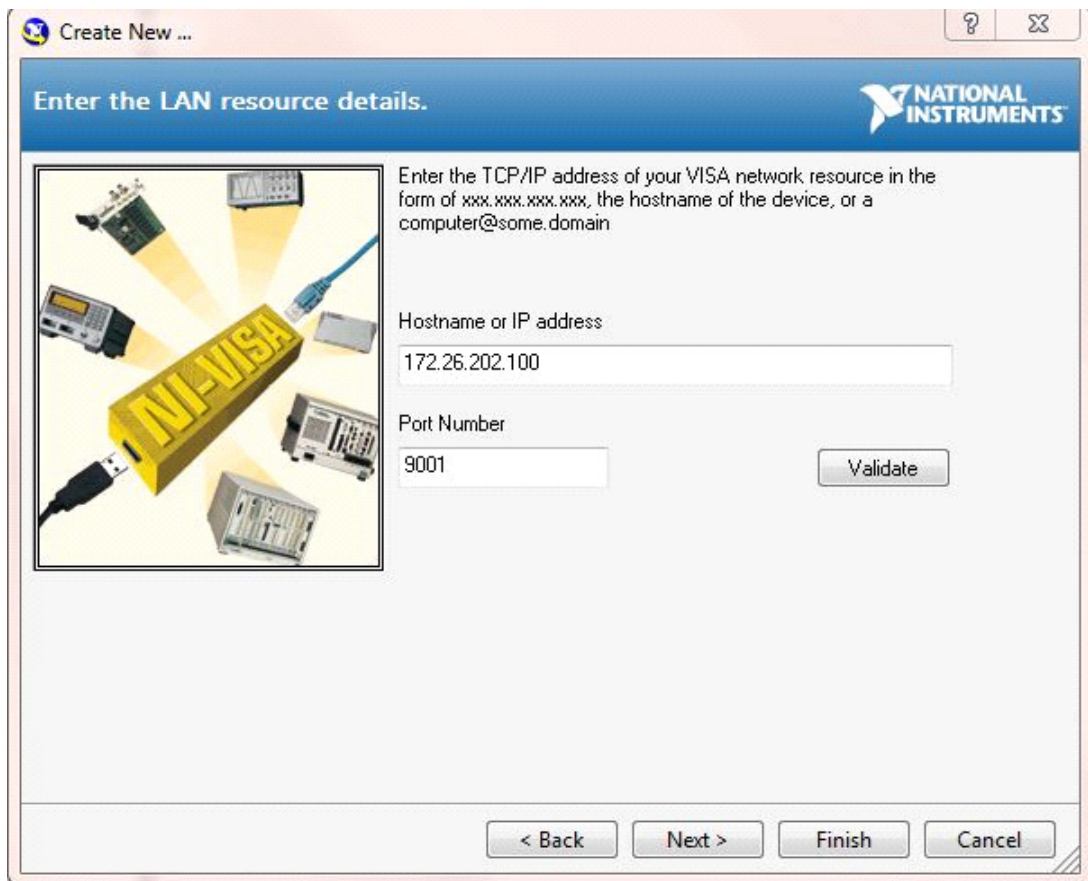 Create New ...
Enter the LAN resource details.
NATIONAL
INSTRUMENTS
Enter the TCP/IP address of your VISA network resource in the
form of xxx.xxx.xxx.xxx, the hostname of the device, or a
computer@some.domain
NI-VISA
Hostname or IP address
172.26.202.100
Port Number
9001
Validate
< Back
Next >
Finish
Cancel